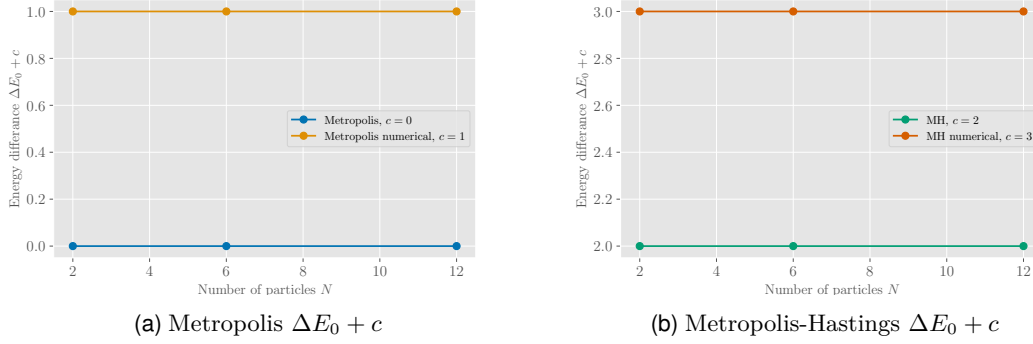 Energy differance ΔE₀ + c
1.0
0.8
0.6
0.4
0.2
0.0
Metropolis, c = 0
Metropolis numerical, c = 1
2 4 6 8 10 12
Number of particles N
(a) Metropolis ΔE₀ + c
Energy differance ΔE₀ + c
3.0
2.8
2.6
2.4
2.2
2.0
MH, c = 2
MH numerical, c = 3
2 4 6 8 10 12
Number of particles N
(b) Metropolis-Hastings ΔE₀ + c